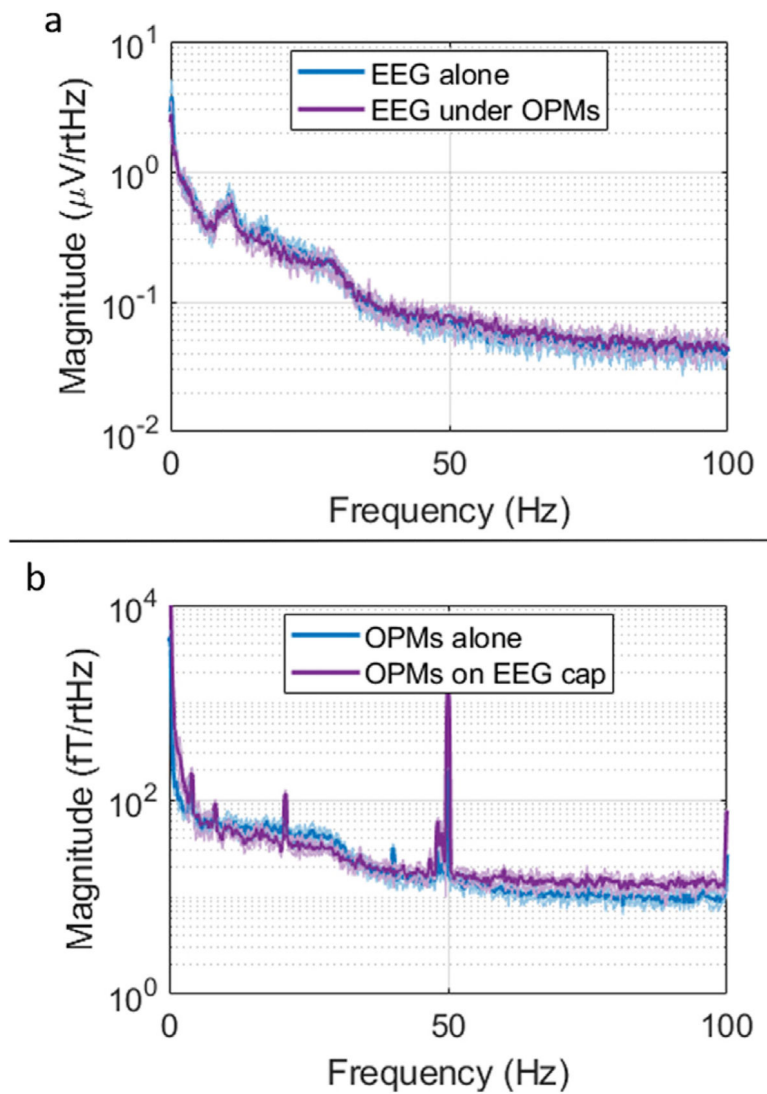 a
10^1
10^0
10^-1
10^-2
Magnitude (μV/rtHz)
EEG alone
EEG under OPMs
0
50
100
Frequency (Hz)
b
10^4
10^2
10^0
Magnitude (fT/rtHz)
OPMs alone
OPMs on EEG cap
0
50
100
Frequency (Hz)